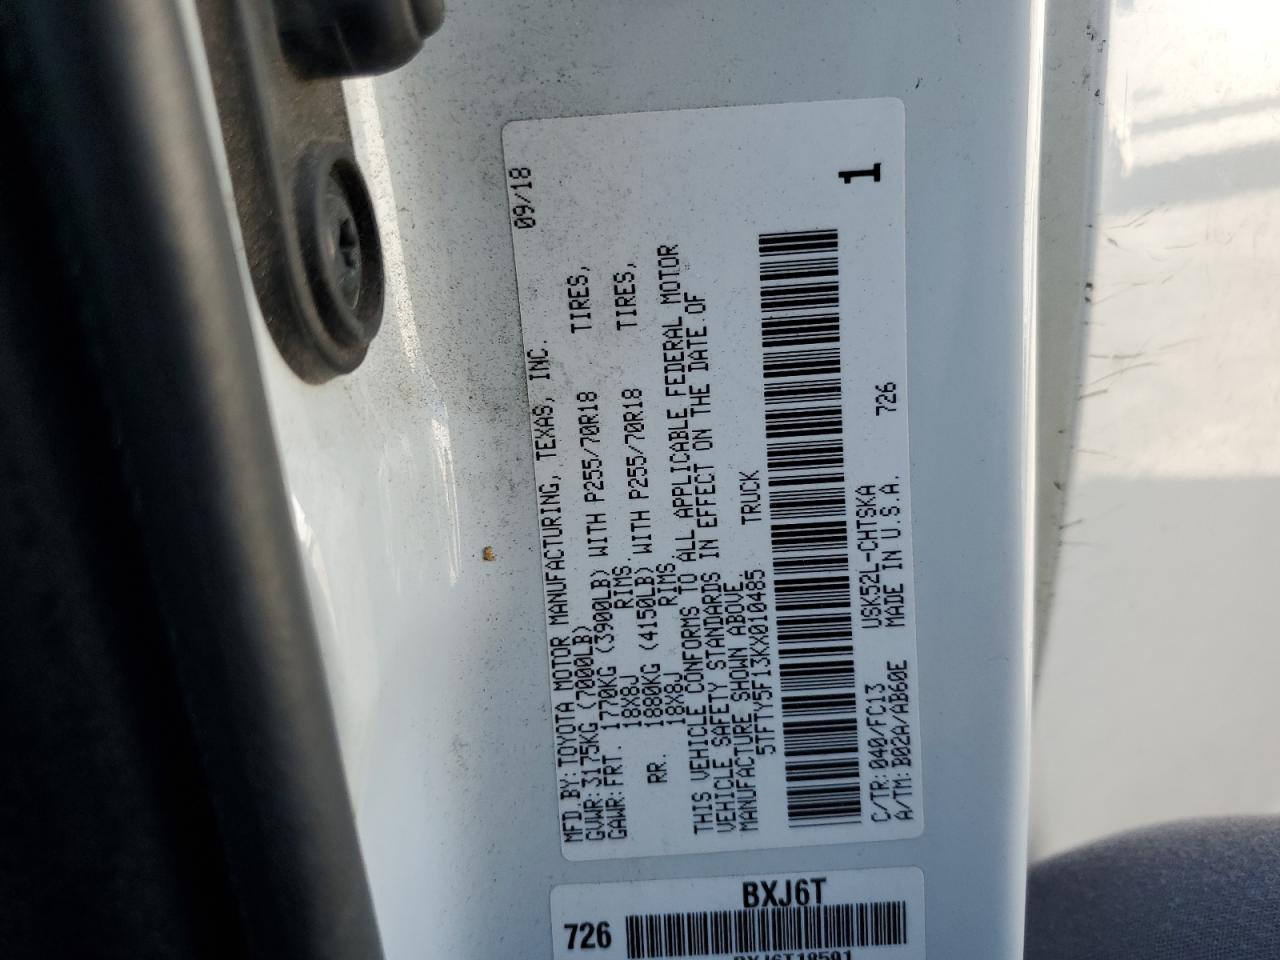 MFD.BY: TOYOTA MOTOR MANUFACTURING, TEXAS, INC. 09/18
GVWR: 3175KG (7000LB)
GAWR: FRT. 1770KG (3900LB) WITH P255/70R18 TIRES,
18X8J RIMS,
RR. 1880KG (4150LB) WITH P255/70R18 TIRES,
18X8J RIMS
THIS VEHICLE CONFORMS TO ALL APPLICABLE FEDERAL MOTOR
VEHICLE SAFETY STANDARDS IN EFFECT ON THE DATE OF
MANUFACTURE SHOWN ABOVE.
5TFTY5F13KX010485 TRUCK
1
C/TR: 040/FC13 USK52L-CHTSKA 726
A/TM: B02A/AB60E MADE IN U.S.A.
BXJ6T
726
BXJ6T18591